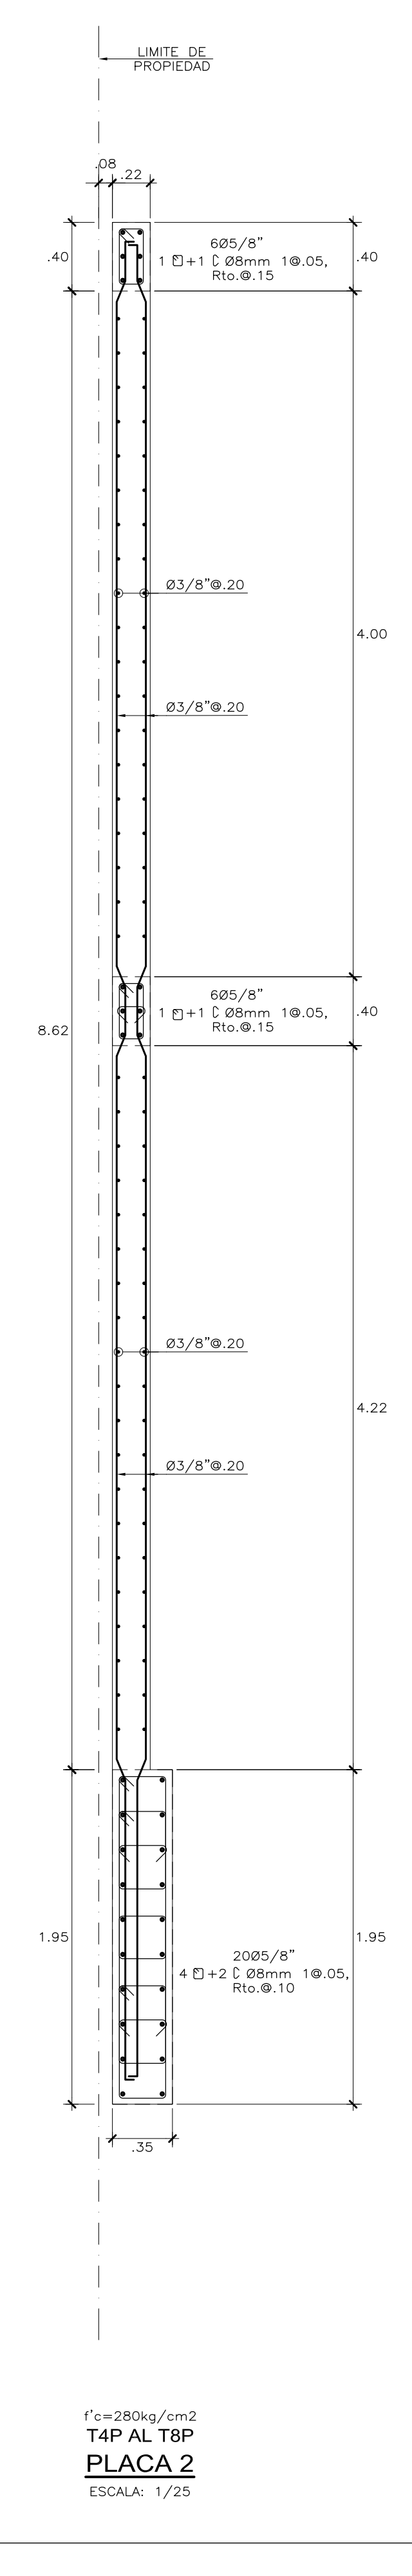 LIMITE DE
PROPIEDAD
.08
.22
.40
6Ø5/8"
1 +1 Ø8mm 1@.05,
Rto.@.15
.40
Ø3/8"@.20
4.00
Ø3/8"@.20
6Ø5/8"
1 +1 Ø8mm 1@.05,
Rto.@.15
.40
8.62
Ø3/8"@.20
4.22
Ø3/8"@.20
1.95
20Ø5/8"
4 +2 Ø8mm 1@.05,
Rto.@.10
1.95
.35
f'c=280kg/cm2
T4P AL T8P
PLACA 2
ESCALA: 1/25